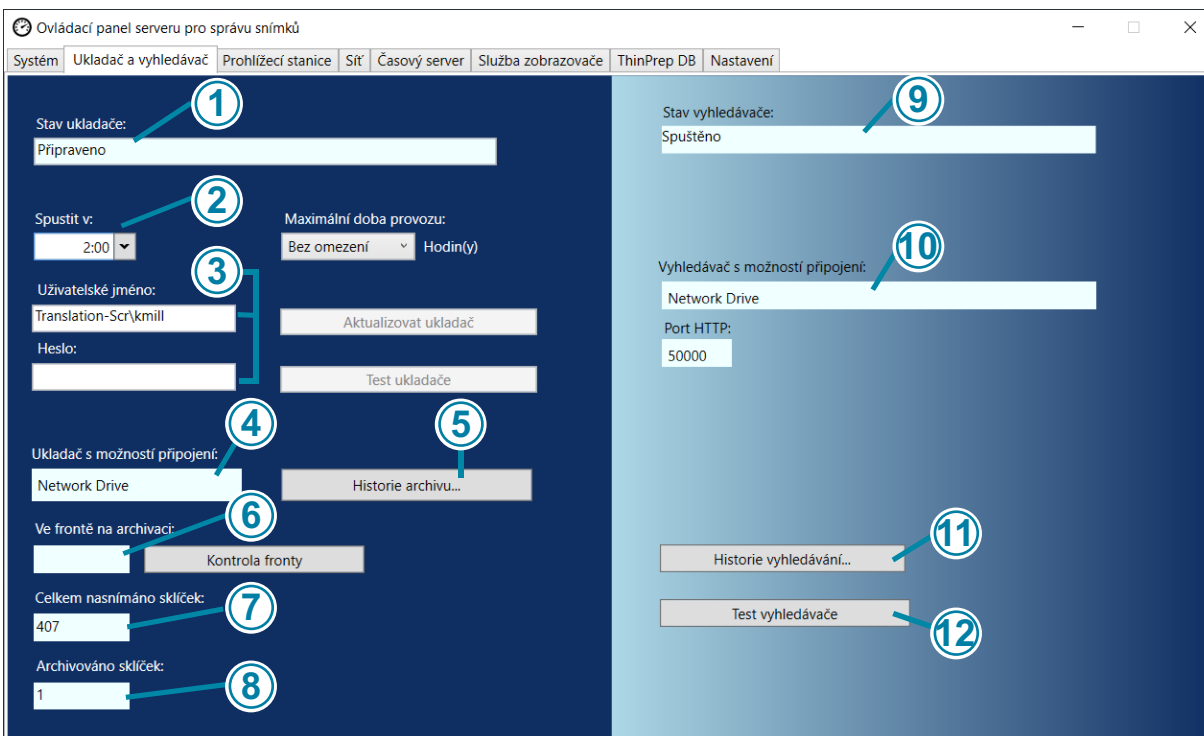 Ovládací panel serveru pro správu snímků
Systém Ukladač a vyhledávač Prohlížecí stanice Síť Časový server Služba zobrazovače ThinPrep DB Nastavení
1
Stav ukladače:
Připraveno
2
Spustit v:
2:00
Maximální doba provozu:
Bez omezení Hodin(y)
3
Uživatelské jméno:
Translation-Scr\kmill
Aktualizovat ukladač
Heslo:
Test ukladače
4
5
Ukladač s možností připojení:
Network Drive
Historie archivu...
6
Ve frontě na archivaci:
Kontrola fronty
Celkem nasnímáno sklíček:
7
407
Archivováno sklíček:
8
1
9
Stav vyhledávače:
Spuštěno
10
Vyhledávač s možností připojení:
Network Drive
Port HTTP:
50000
11
Historie vyhledávání...
Test vyhledávače
12